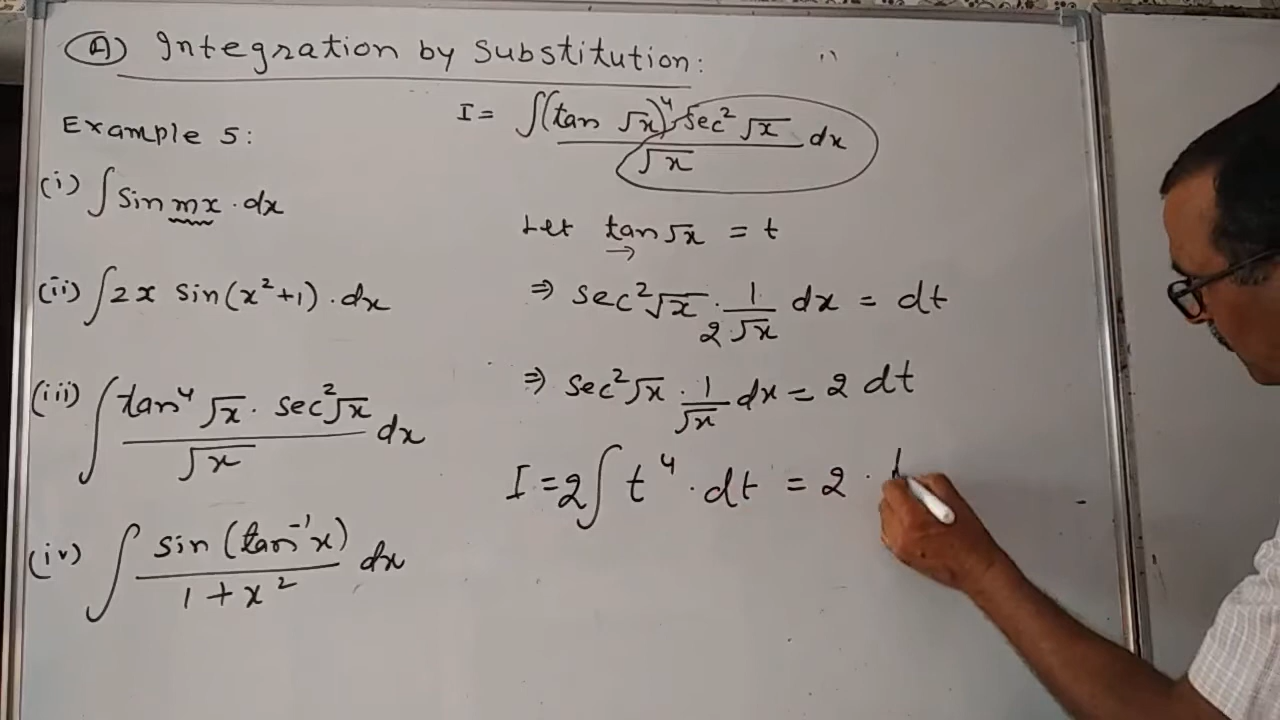 (A) Integration by Substitution:
Example 5:
(i) ∫ Sin mx . dx
(ii) ∫ 2x sin(x²+1) . dx
(iii) ∫ tan⁴ √x . sec² √x / √x dx
(iv) ∫ sin (tan⁻¹x) / 1 + x² dx
I = ∫ (tan √x)⁴ sec² √x / √x dx
Let tan √x = t
⇒ sec² √x . 1 / 2 √x dx = dt
⇒ sec² √x . 1 / √x dx = 2 dt
I = 2 ∫ t⁴ . dt = 2 .